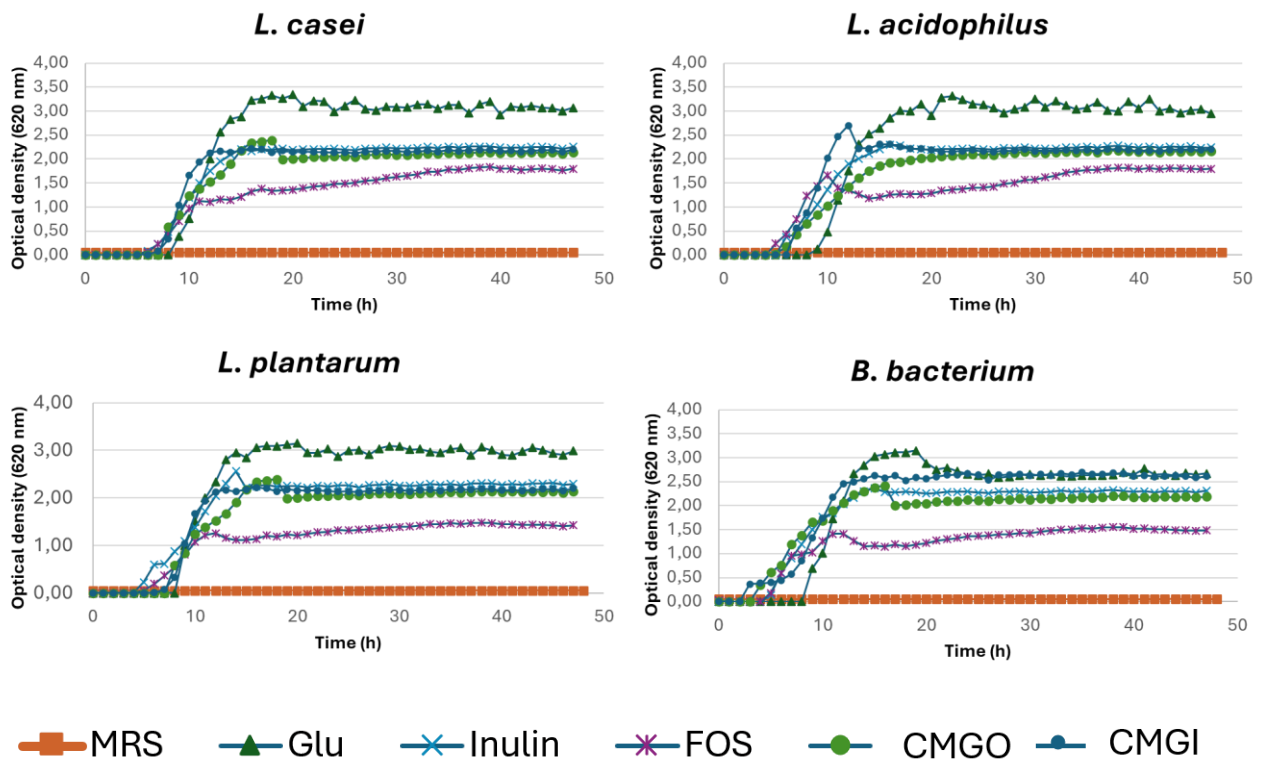 L. casei
L. acidophilus
Optical density (620 nm)
4,00
3,50
3,00
2,50
2,00
1,50
1,00
0,50
0,00
0 10 20 30 40 50
Time (h)
Optical density (620 nm)
4,00
3,50
3,00
2,50
2,00
1,50
1,00
0,50
0,00
0 10 20 30 40 50
Time (h)
L. plantarum
B. bacterium
Optical density (620 nm)
4,00
3,00
2,00
1,00
0,00
0 10 20 30 40 50
Time (h)
Optical density (620 nm)
4,00
3,50
3,00
2,50
2,00
1,50
1,00
0,50
0,00
0 10 20 30 40 50
Time (h)
MRS Glu Inulin FOS CMGO CMGI